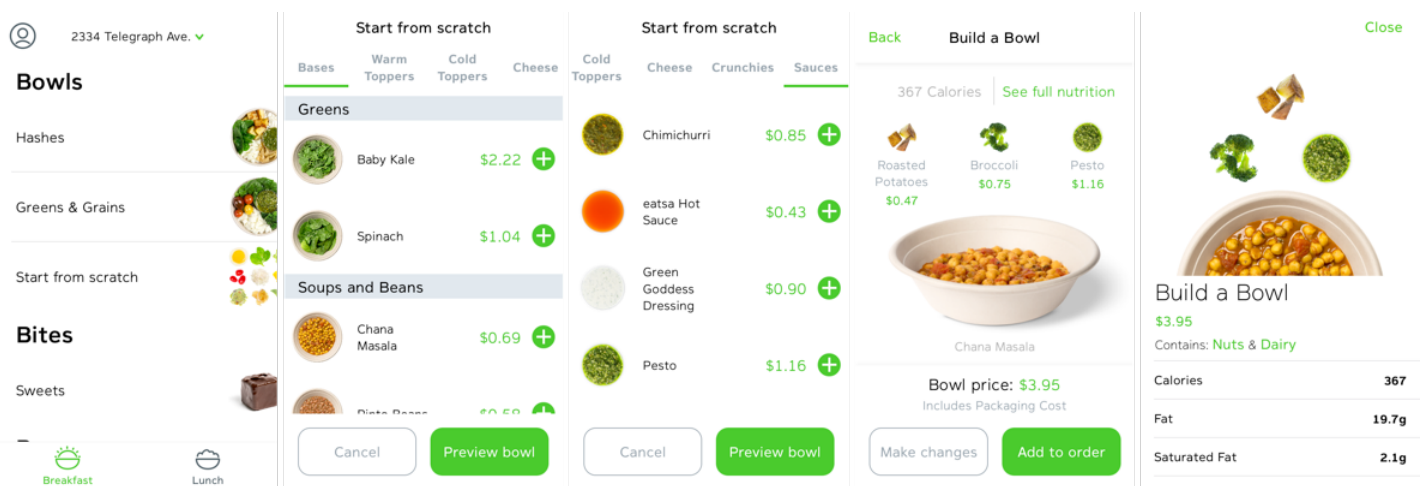 2334 Telegraph Ave.
Bowls
Hashes
Greens & Grains
Start from scratch
Bites
Sweets
Breakfast
Lunch
Start from scratch
Bases
Warm
Toppers
Cold
Toppers
Cheese
Greens
Baby Kale
$2.22
Spinach
$1.04
Soups and Beans
Chana
Masala
$0.69
Cancel
Preview bowl
Start from scratch
Cold
Toppers
Cheese
Crunchies
Sauces
Chimichurri
$0.85
eatsa Hot
Sauce
$0.43
Green
Goddess
Dressing
$0.90
Pesto
$1.16
Cancel
Preview bowl
Back
Build a Bowl
367 Calories
See full nutrition
Roasted
Potatoes
$0.47
Broccoli
$0.75
Pesto
$1.16
Chana Masala
Bowl price: $3.95
Includes Packaging Cost
Make changes
Add to order
Close
Build a Bowl
$3.95
Contains: Nuts & Dairy
Calories
367
Fat
19.7g
Saturated Fat
2.1g